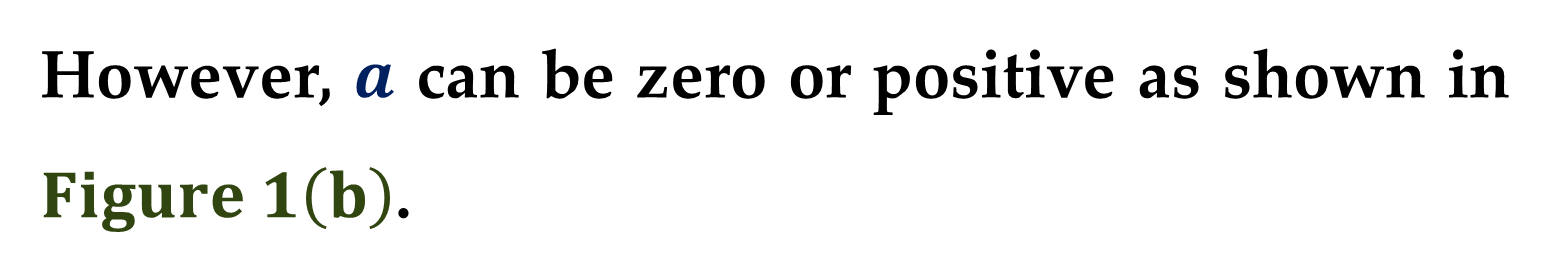 However, a can be zero or positive as shown in
Figure 1(b).